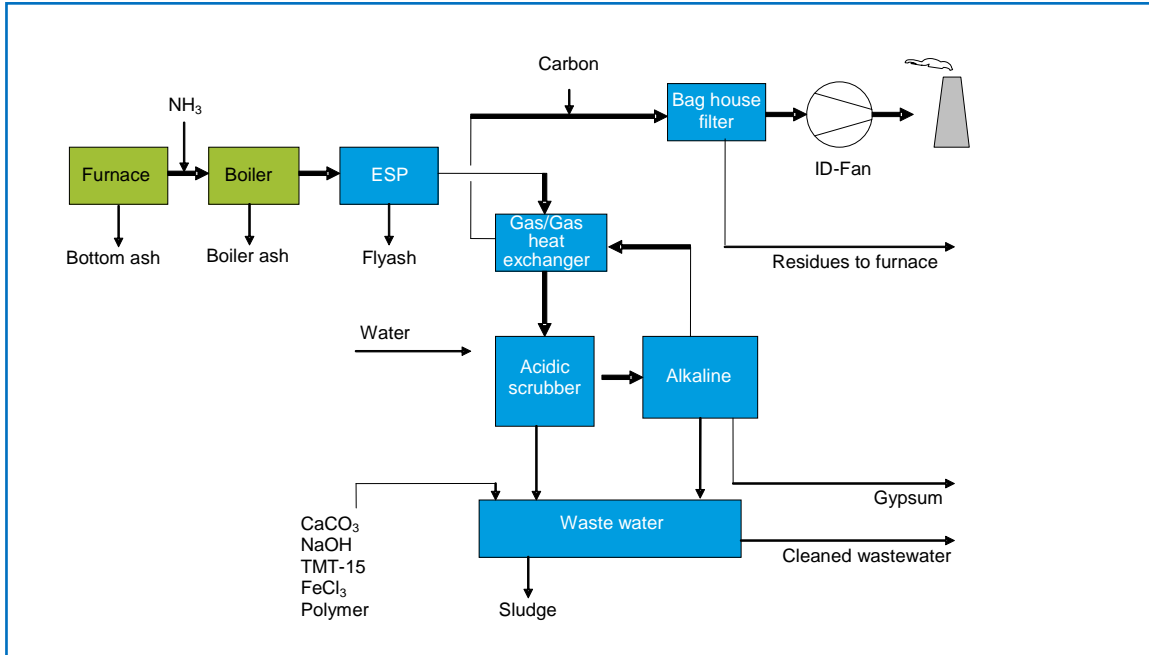 Carbon
NH₃
Bag house
filter
ID-Fan
Furnace
Boiler
ESP
Bottom ash
Boiler ash
Flyash
Gas/Gas
heat
exchanger
Residues to furnace
Water
Acidic
scrubber
Alkaline
Gypsum
CaCO₃
NaOH
TMT-15
FeCl₃
Polymer
Waste water
Cleaned wastewater
Sludge